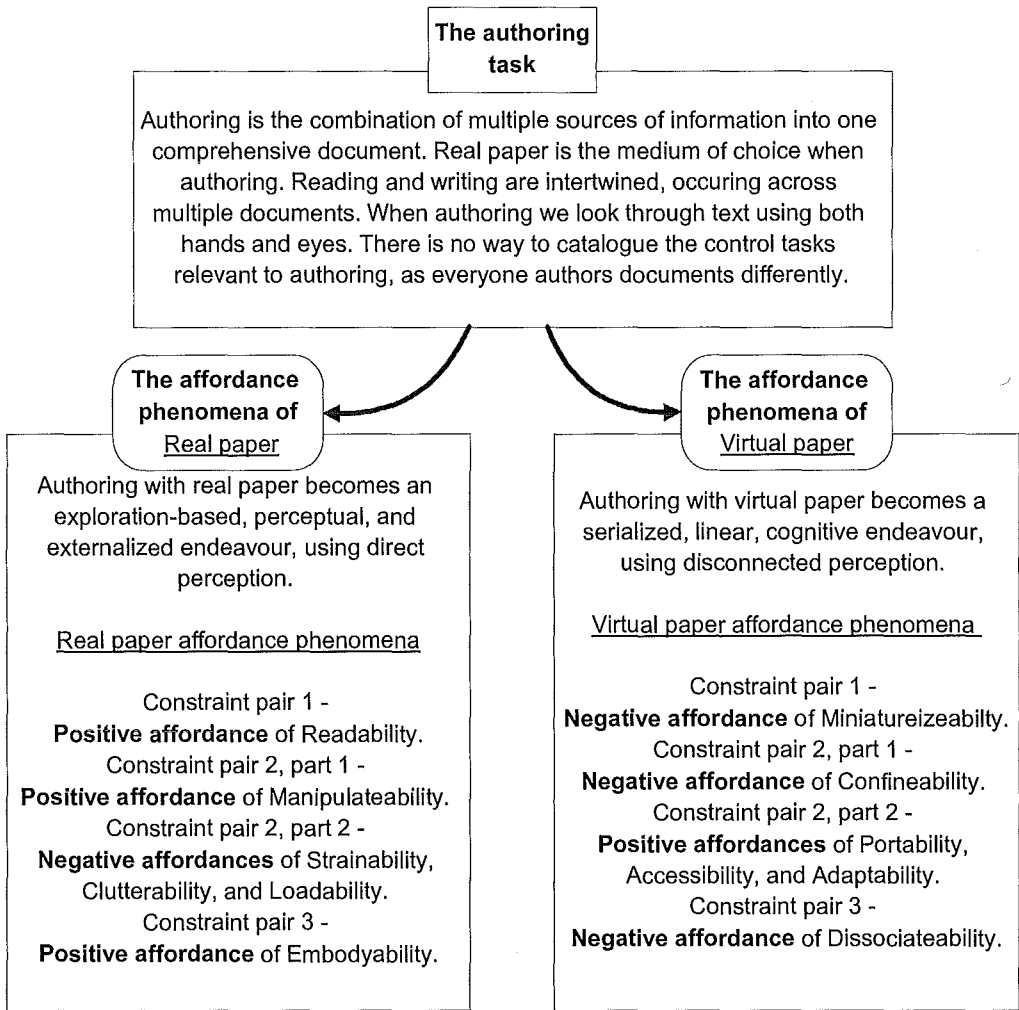 The authoring
task
Authoring is the combination of multiple sources of information into one
comprehensive document. Real paper is the medium of choice when
authoring. Reading and writing are intertwined, occuring across
multiple documents. When authoring we look through text using both
hands and eyes. There is no way to catalogue the control tasks
relevant to authoring, as everyone authors documents differently.
The affordance
phenomena of
Real paper
Authoring with real paper becomes an
exploration-based, perceptual, and
externalized endeavour, using direct
perception.
Real paper affordance phenomena
Constraint pair 1 -
Positive affordance of Readability.
Constraint pair 2, part 1 -
Positive affordance of Manipulateability.
Constraint pair 2, part 2 -
Negative affordances of Strainability,
Clutterability, and Loadability.
Constraint pair 3 -
Positive affordance of Embodyability.
The affordance
phenomena of
Virtual paper
Authoring with virtual paper becomes a
serialized, linear, cognitive endeavour,
using disconnected perception.
Virtual paper affordance phenomena
Constraint pair 1 -
Negative affordance of Miniatureizeabilty.
Constraint pair 2, part 1 -
Negative affordance of Confineability.
Constraint pair 2, part 2 -
Positive affordances of Portability,
Accessibility, and Adaptability.
Constraint pair 3 -
Negative affordance of Dissociateability.